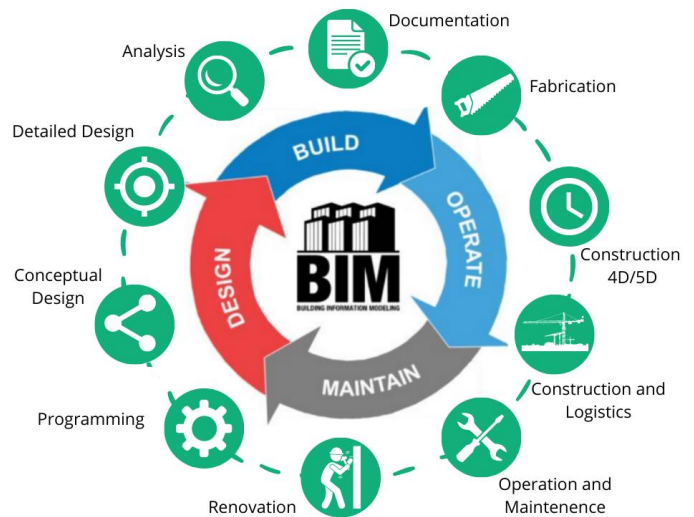 Documentation
Analysis
Fabrication
Detailed Design
BUILD
OPERATE
Construction
4D/5D
Conceptual
Design
DESIGN
BIM
BUILDING INFORMATION MODELING
MAINTAIN
Construction and
Logistics
Programming
Operation and
Maintenence
Renovation